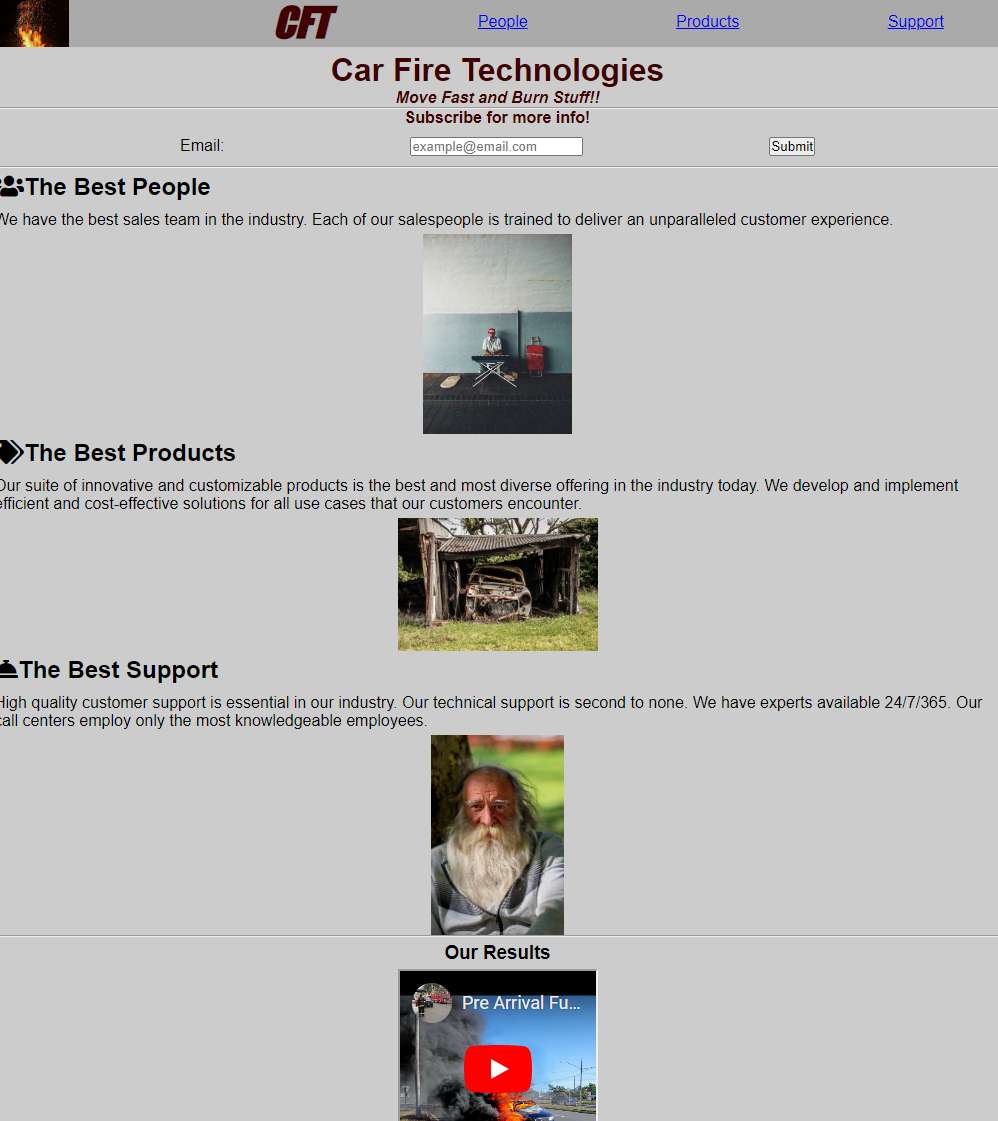 CFT People Products Support
Car Fire Technologies
Move Fast and Burn Stuff!!
Subscribe for more info!
Email: example@email.com Submit
The Best People
We have the best sales team in the industry. Each of our salespeople is trained to deliver an unparalleled customer experience.
The Best Products
Our suite of innovative and customizable products is the best and most diverse offering in the industry today. We develop and implement
efficient and cost-effective solutions for all use cases that our customers encounter.
The Best Support
High quality customer support is essential in our industry. Our technical support is second to none. We have experts available 24/7/365. Our
call centers employ only the most knowledgeable employees.
Our Results
Pre Arrival Fu...